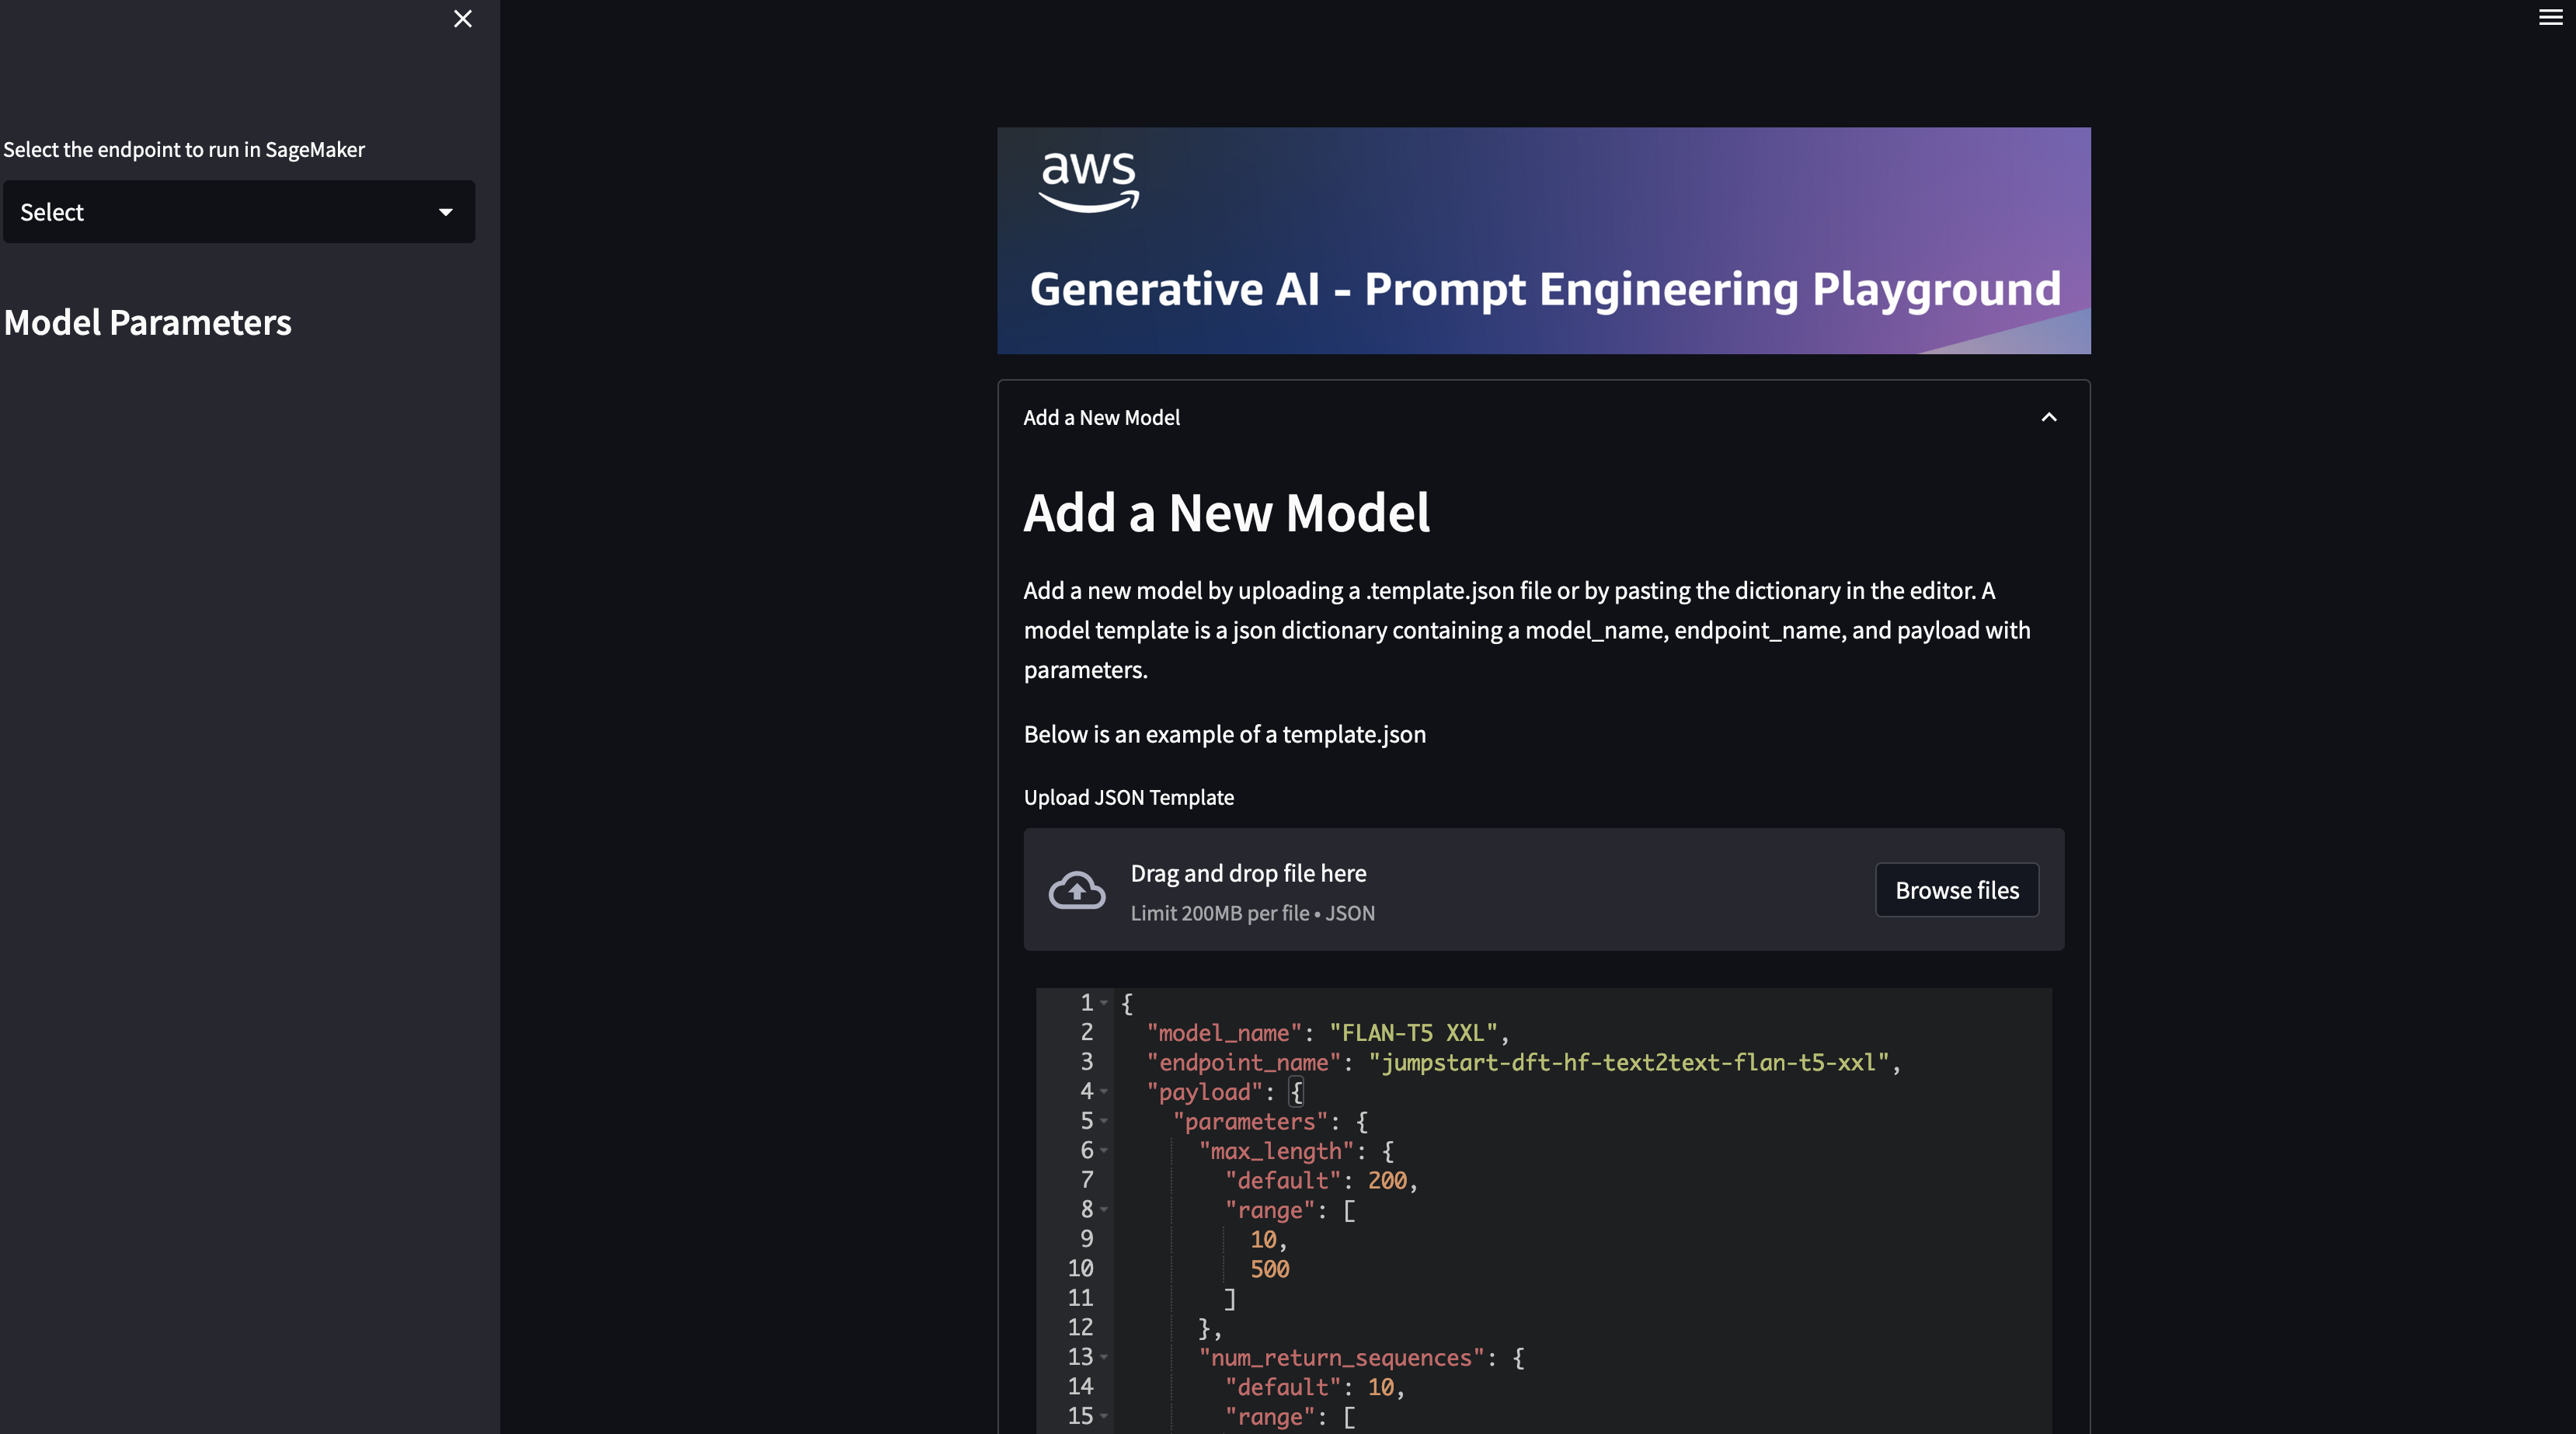 Select the endpoint to run in SageMaker
Select
Model Parameters
aws
Generative AI - Prompt Engineering Playground
Add a New Model
Add a New Model
Add a new model by uploading a .template.json file or by pasting the dictionary in the editor. A
model template is a json dictionary containing a model_name, endpoint_name, and payload with
parameters.
Below is an example of a template.json
Upload JSON Template
Drag and drop file here
Limit 200MB per file • JSON
Browse files
1 {
2 "model_name": "FLAN-T5 XXL",
3 "endpoint_name": "jumpstart-dft-hf-text2text-flan-t5-xxl",
4 "payload": {
5 "parameters": {
6 "max_length": {
7 "default": 200,
8 "range": [
9 10,
10 500
11 ]
12 },
13 "num_return_sequences": {
14 "default": 10,
15 "range": [